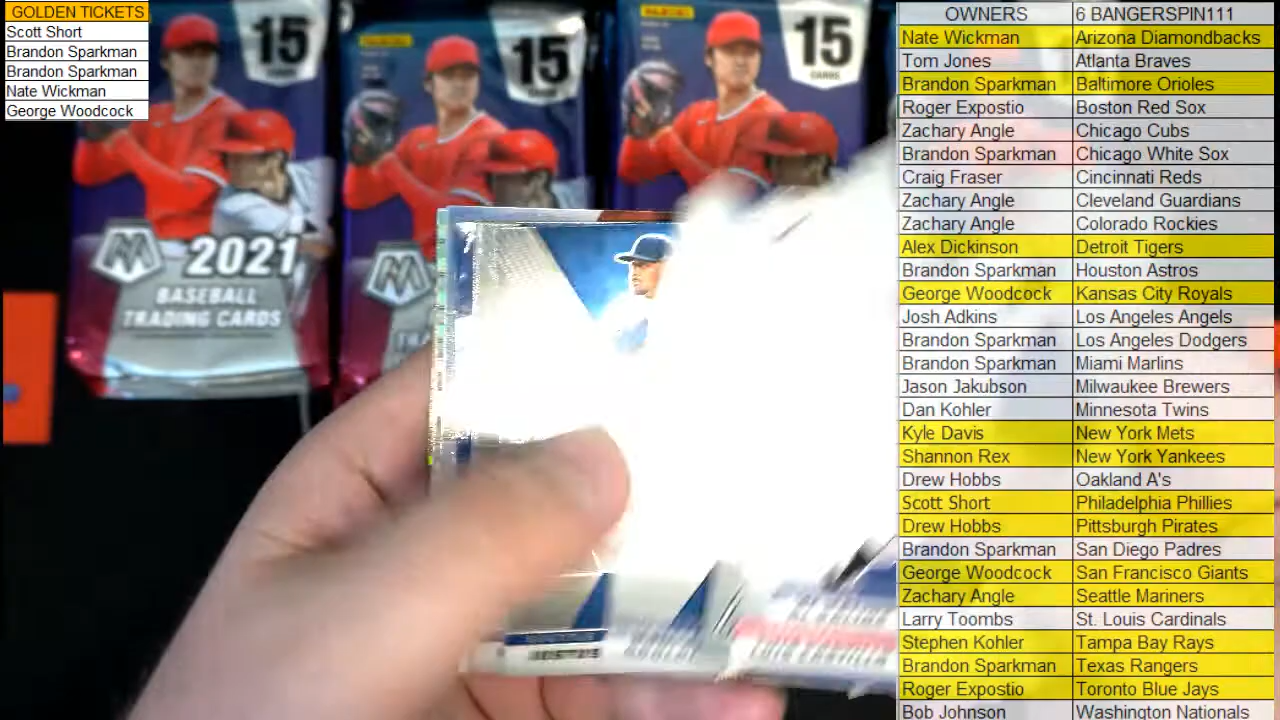 GOLDEN TICKETS
Scott Short
Brandon Sparkman
Brandon Sparkman
Nate Wickman
George Woodcock
15
15
15
CARDS
2021
BASEBALL
TRADING CARDS
OWNERS 6 BANGERSPIN111
Nate Wickman Arizona Diamondbacks
Tom Jones Atlanta Braves
Brandon Sparkman Baltimore Orioles
Roger Expostio Boston Red Sox
Zachary Angle Chicago Cubs
Brandon Sparkman Chicago White Sox
Craig Fraser Cincinnati Reds
Zachary Angle Cleveland Guardians
Zachary Angle Colorado Rockies
Alex Dickinson Detroit Tigers
Brandon Sparkman Houston Astros
George Woodcock Kansas City Royals
Josh Adkins Los Angeles Angels
Brandon Sparkman Los Angeles Dodgers
Brandon Sparkman Miami Marlins
Jason Jakubson Milwaukee Brewers
Dan Kohler Minnesota Twins
Kyle Davis New York Mets
Shannon Rex New York Yankees
Drew Hobbs Oakland A's
Scott Short Philadelphia Phillies
Drew Hobbs Pittsburgh Pirates
Brandon Sparkman San Diego Padres
George Woodcock San Francisco Giants
Zachary Angle Seattle Mariners
Larry Toombs St. Louis Cardinals
Stephen Kohler Tampa Bay Rays
Brandon Sparkman Texas Rangers
Roger Expostio Toronto Blue Jays
Bob Johnson Washington Nationals